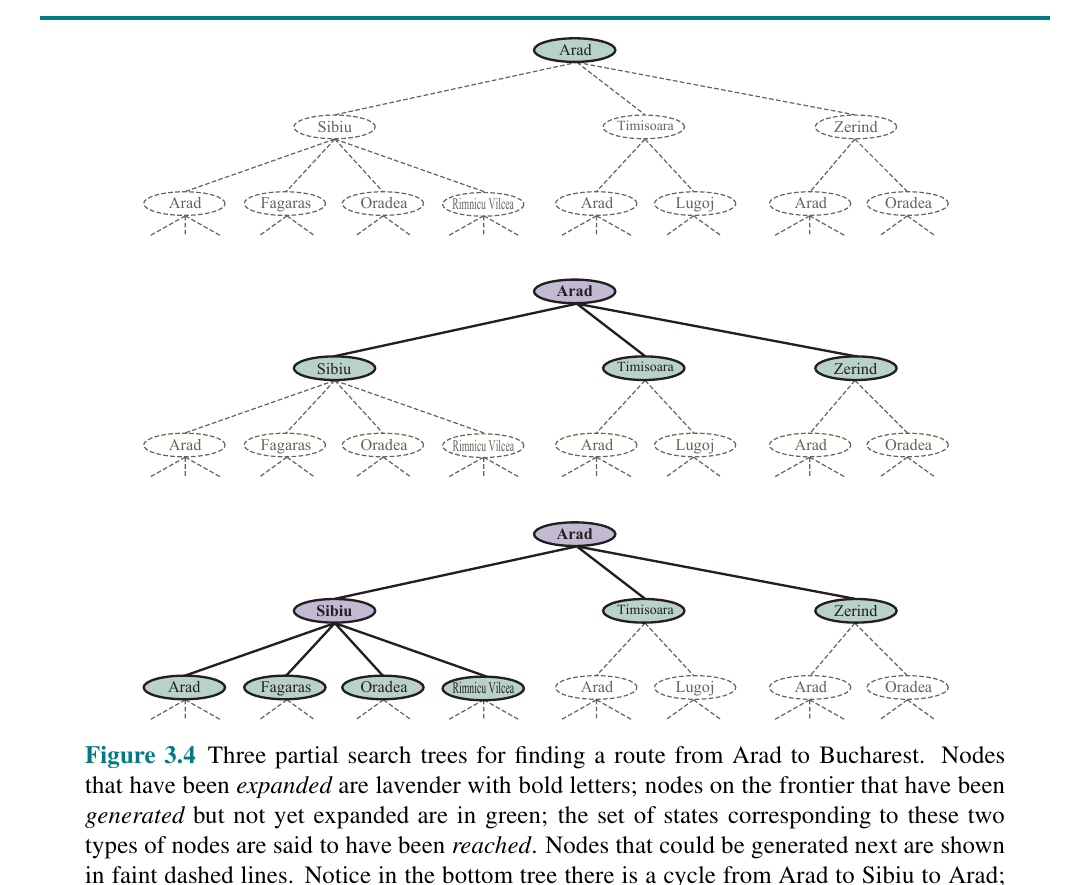 Arad
Sibiu Timisoara Zerind
Arad Fagaras Oradea Rimnicu Vilcea Arad Lugoj Arad Oradea
Arad
Sibiu Timisoara Zerind
Arad Fagaras Oradea Rimnicu Vilcea Arad Lugoj Arad Oradea
Arad
Sibiu Timisoara Zerind
Arad Fagaras Oradea Rimnicu Vilcea Arad Lugoj Arad Oradea
Figure 3.4 Three partial search trees for finding a route from Arad to Bucharest. Nodes
that have been expanded are lavender with bold letters; nodes on the frontier that have been
generated but not yet expanded are in green; the set of states corresponding to these two
types of nodes are said to have been reached. Nodes that could be generated next are shown
in faint dashed lines. Notice in the bottom tree there is a cycle from Arad to Sibiu to Arad;